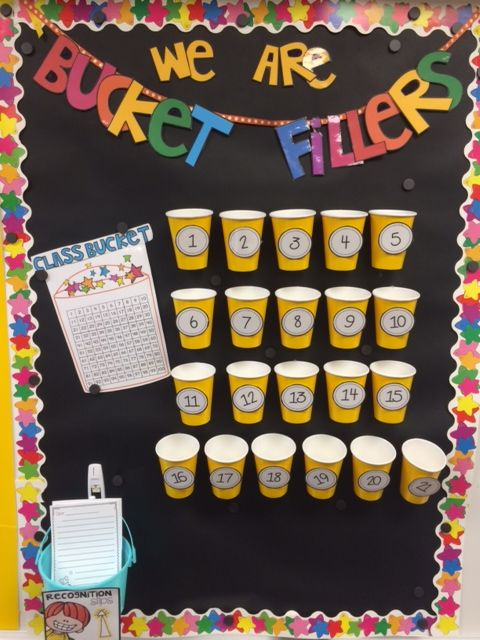 We ARe
BUCKeT FiLLeRS
1 2 3 4 5
CLASS BUCKET
6 7 8 9 10
11 12 13 14 15
16 17 18 19 20 21
RECOGNITION
slips